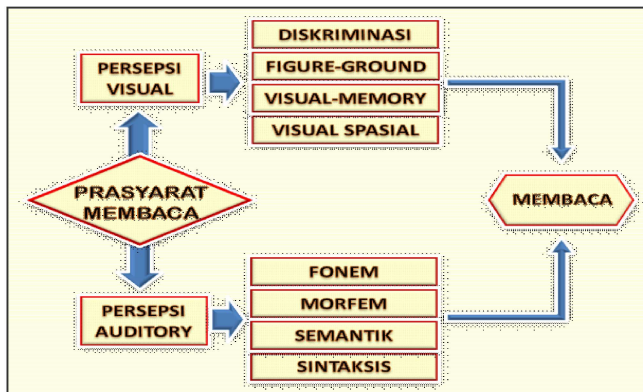 PERSEPSI
VISUAL
DISKRIMINASI
FIGURE-GROUND
VISUAL-MEMORY
VISUAL SPASIAL
PRASYARAT
MEMBACA
MEMBACA
PERSEPSI
AUDITORY
FONEM
MORFEM
SEMANTIK
SINTAKSIS